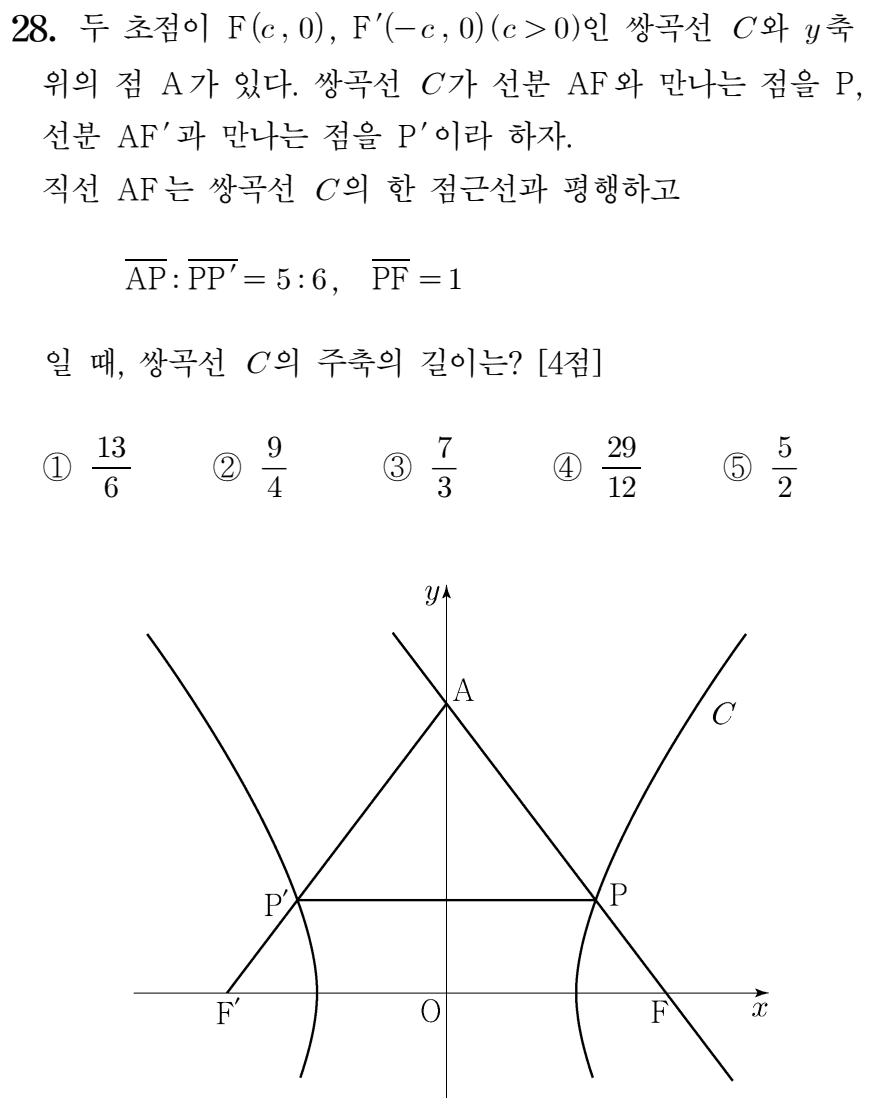 28. 두 초점이 F(c, 0), F′(−c, 0)(c>0)인 쌍곡선 C와 y축
위의 점 A가 있다. 쌍곡선 C가 선분 AF와 만나는 점을 P,
선분 AF′과 만나는 점을 P′이라 하자.
직선 AF는 쌍곡선 C의 한 점근선과 평행하고
A̅P̅ : P̅P̅′̅ = 5 : 6, P̅F̅ = 1
일 때, 쌍곡선 C의 주축의 길이는? [4점]
① 13/6 ② 9/4 ③ 7/3 ④ 29/12 ⑤ 5/2
y
A
C
P′
P
F′
O
F
x